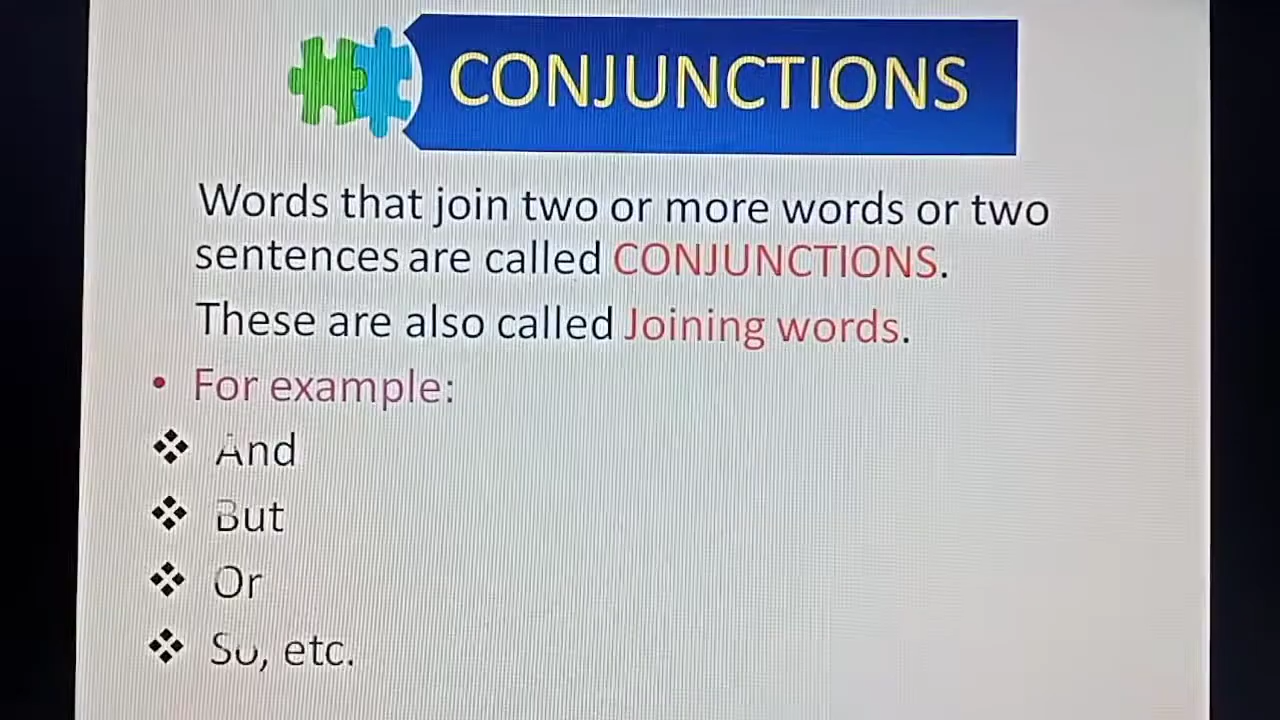 CONJUNCTIONS
Words that join two or more words or two
sentences are called CONJUNCTIONS.
These are also called Joining words.
• For example:
❖ And
❖ But
❖ Or
❖ So, etc.